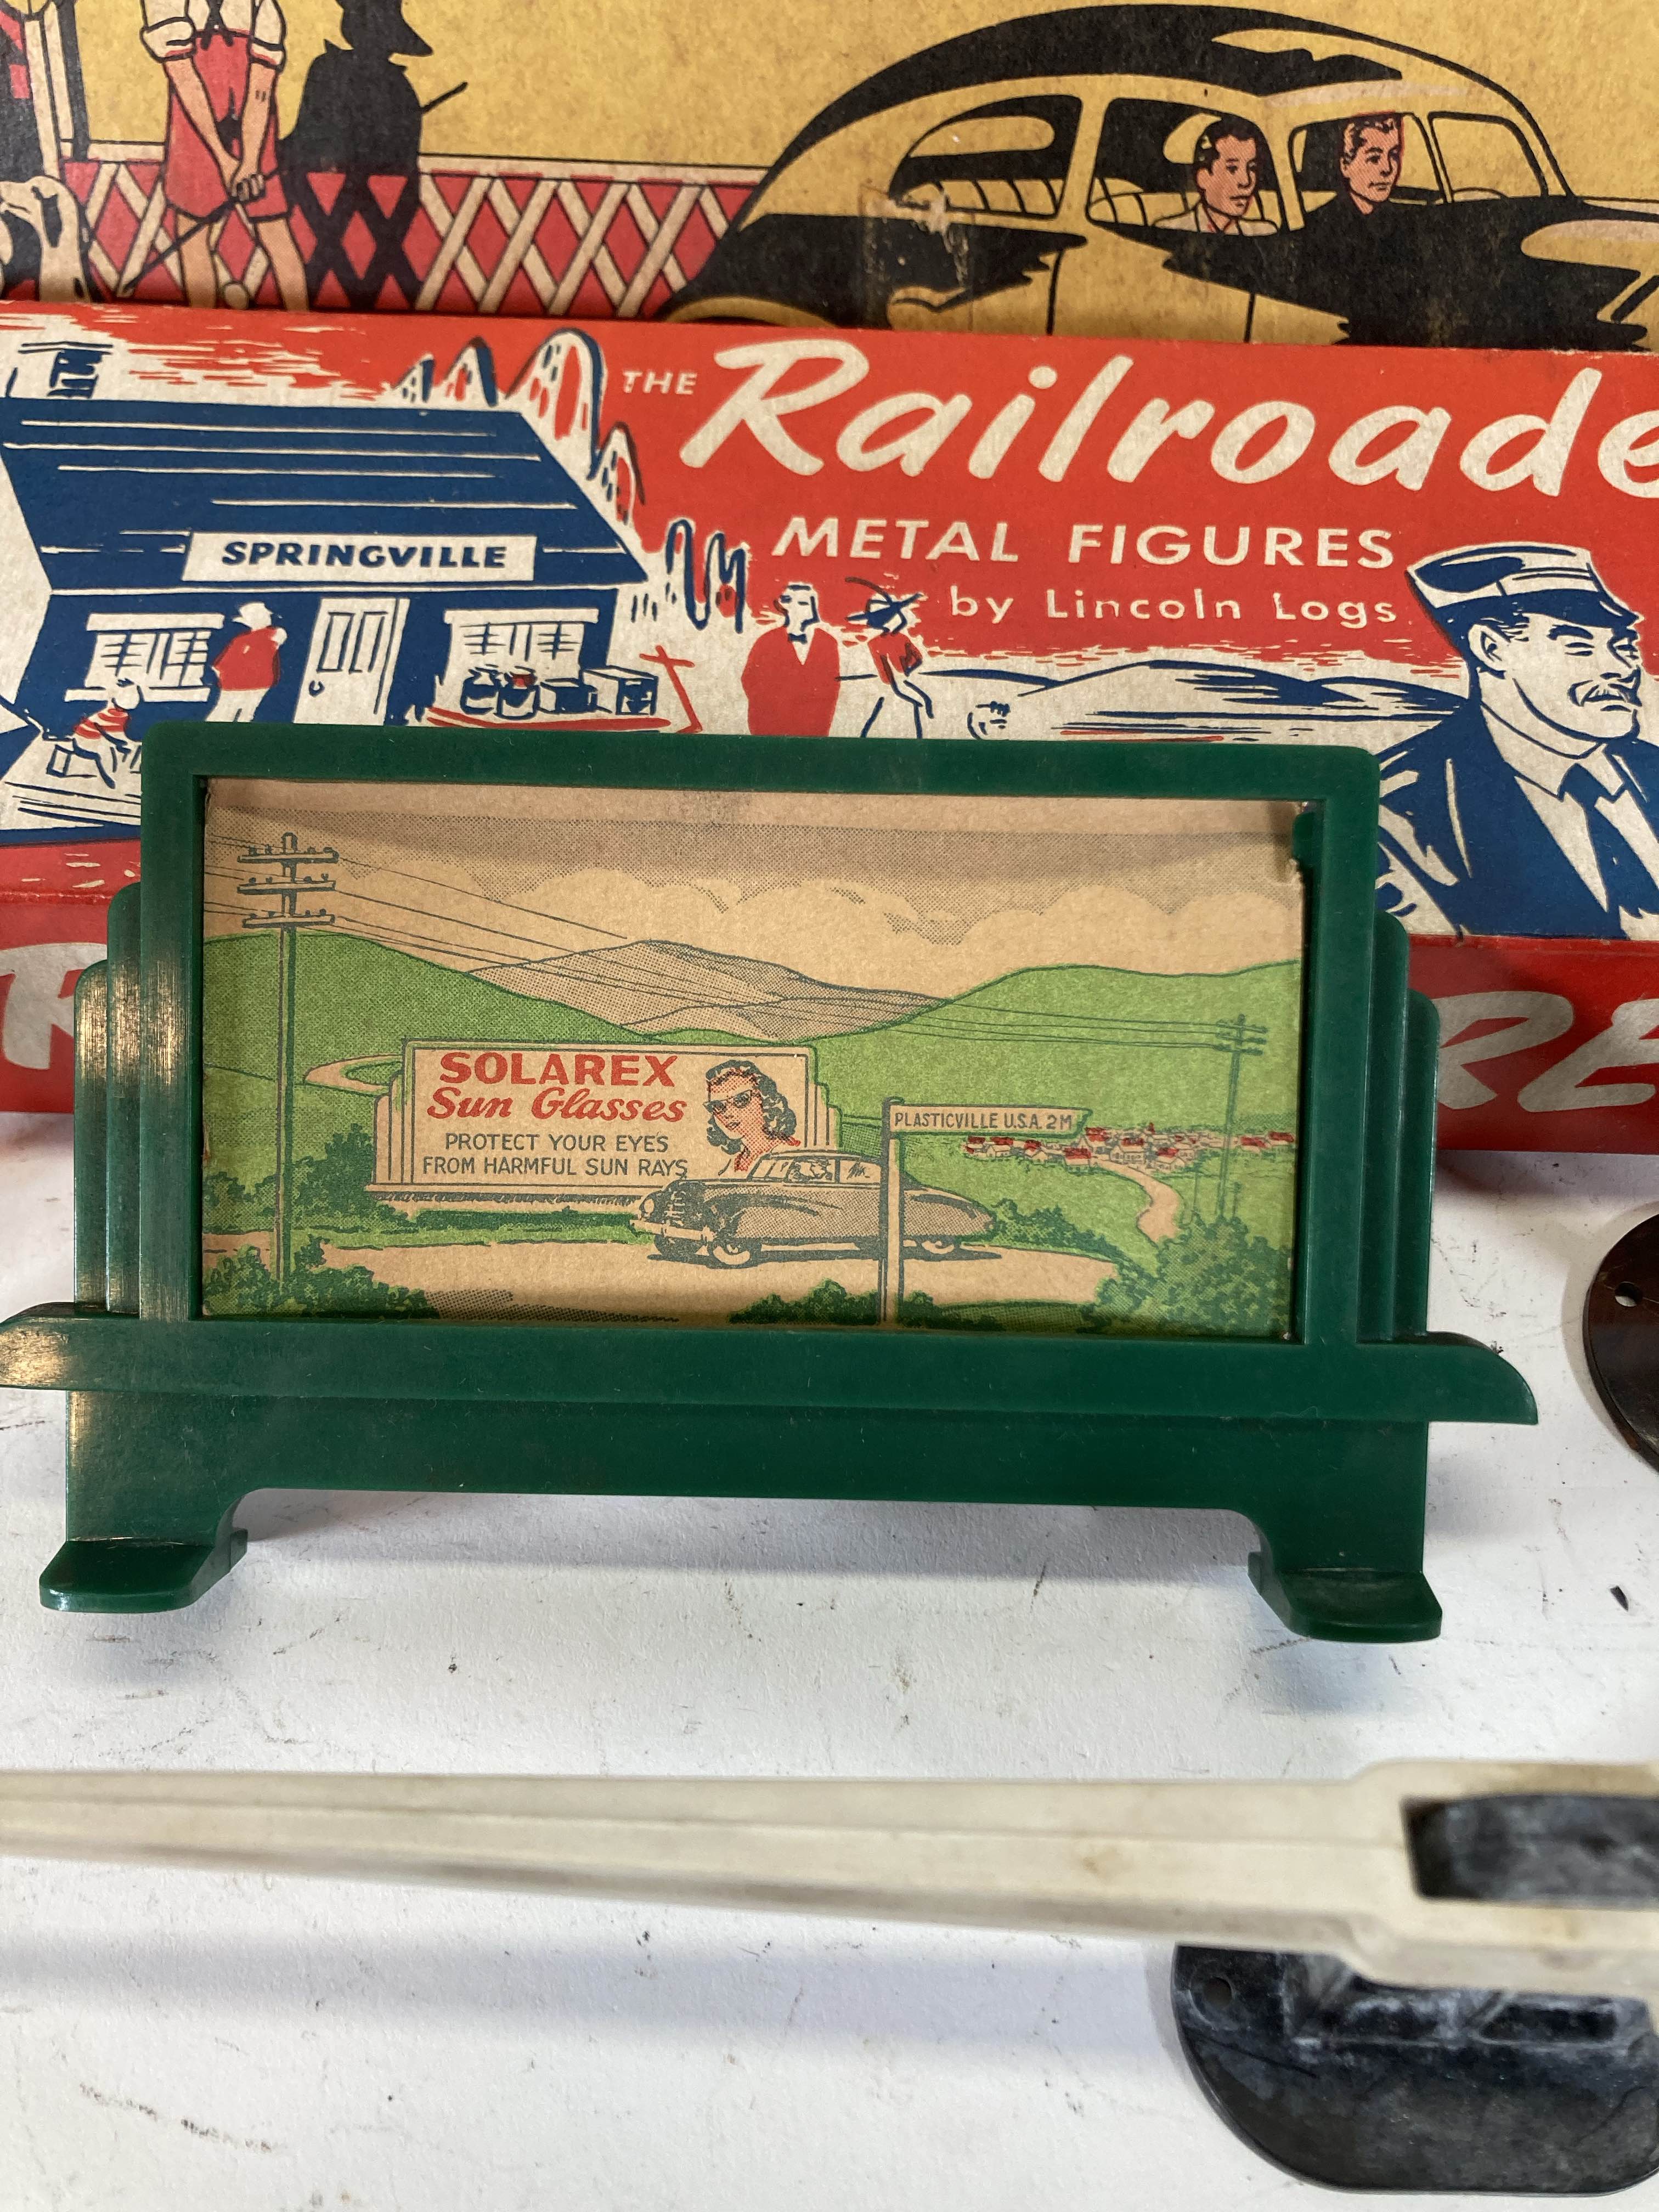 THE Railroade
METAL FIGURES
by Lincoln Logs
SPRINGVILLE
RE
SOLAREX
Sun Glasses
PROTECT YOUR EYES
FROM HARMFUL SUN RAYS
PLASTICVILLE U.S.A. 2M